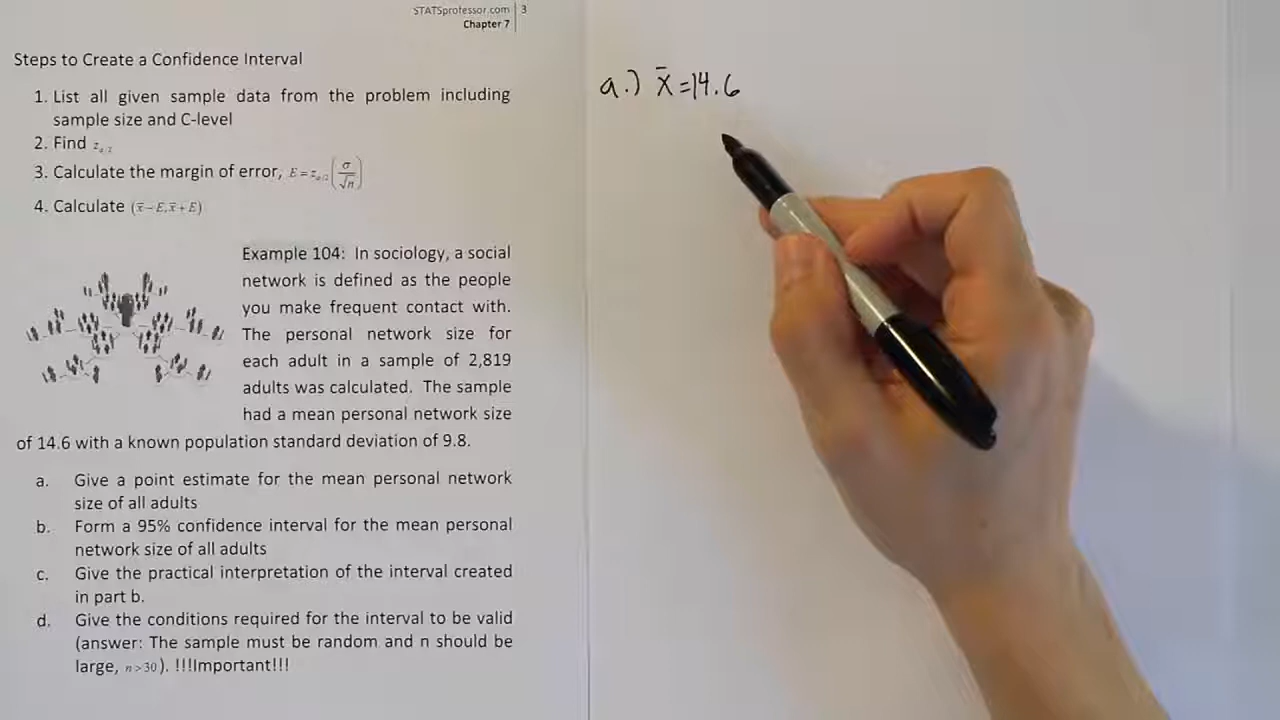 STATSprofessor.com 3
Chapter 7
Steps to Create a Confidence Interval
1. List all given sample data from the problem including
sample size and C-level
2. Find z_{α/2}
3. Calculate the margin of error, E = z_{α/2}(σ/√n)
4. Calculate (x̄ − E, x̄ + E)
Example 104: In sociology, a social
network is defined as the people
you make frequent contact with.
The personal network size for
each adult in a sample of 2,819
adults was calculated. The sample
had a mean personal network size
of 14.6 with a known population standard deviation of 9.8.
a. Give a point estimate for the mean personal network
size of all adults
b. Form a 95% confidence interval for the mean personal
network size of all adults
c. Give the practical interpretation of the interval created
in part b.
d. Give the conditions required for the interval to be valid
(answer: The sample must be random and n should be
large, n > 30). !!!Important!!!
a.) x̄ = 14.6